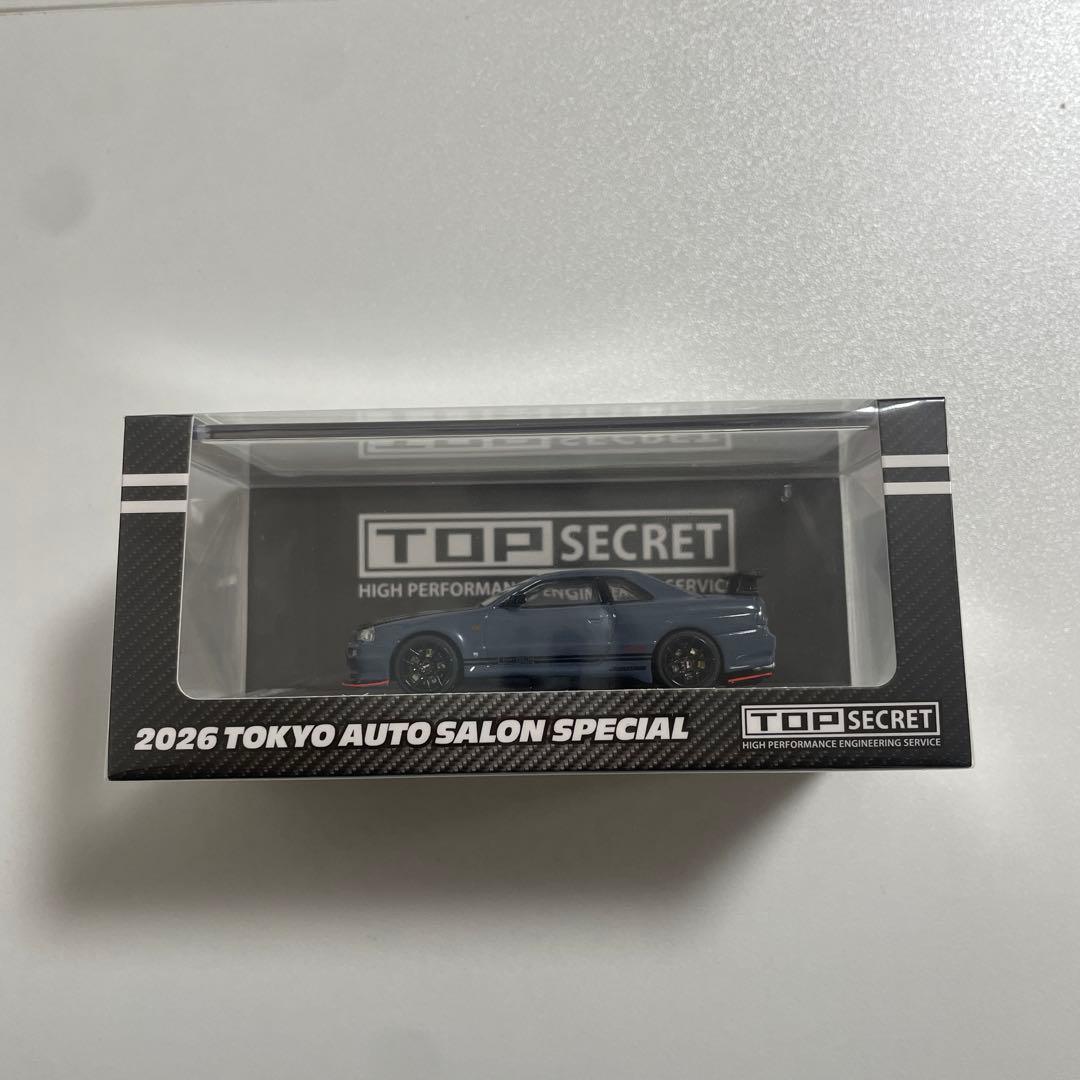 TOP SECRET
HIGH PERFORMANCE ENGINEERING SERVICE
2026 TOKYO AUTO SALON SPECIAL
TOP SECRET
HIGH PERFORMANCE ENGINEERING SERVICE